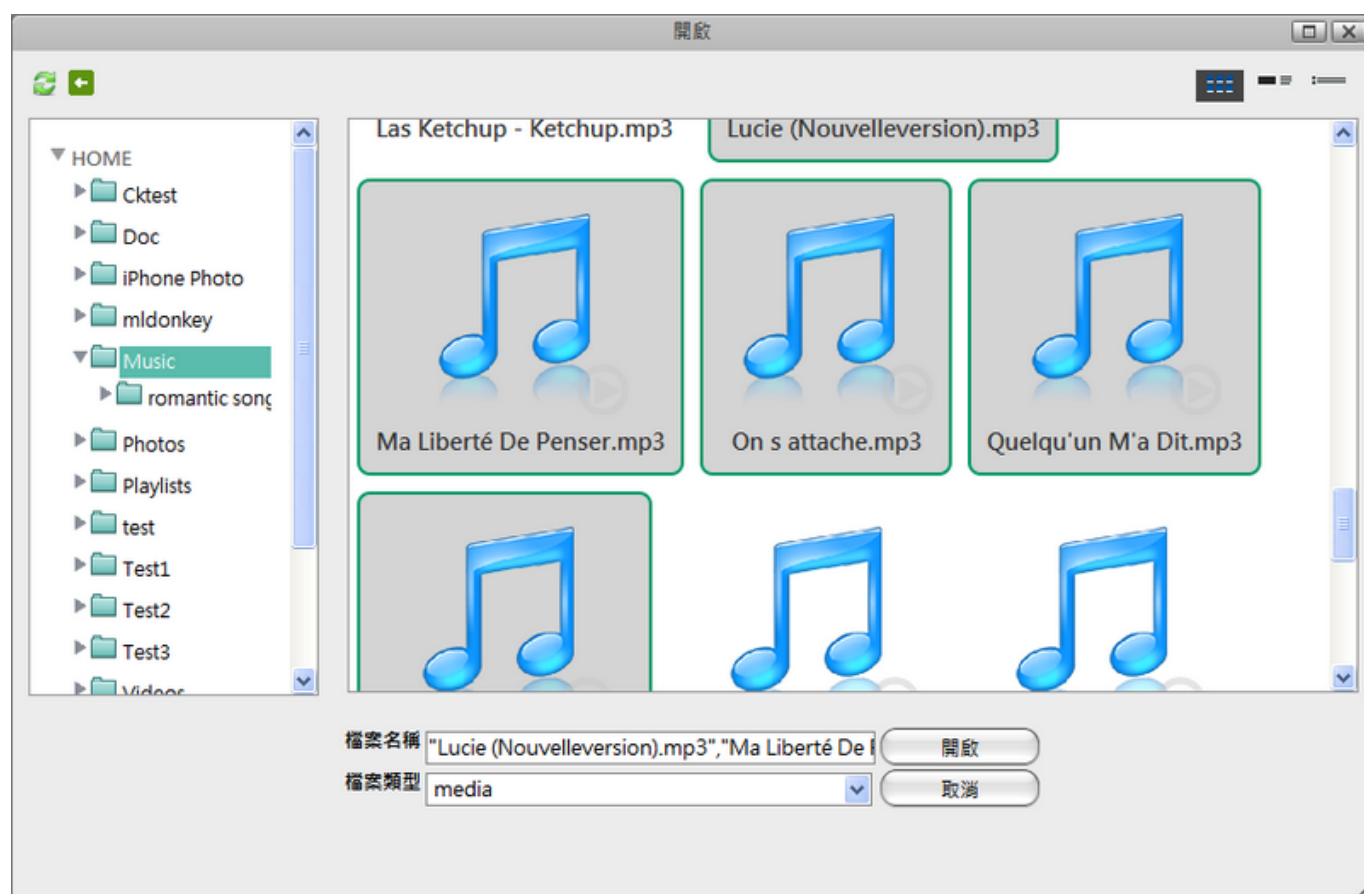 開啟
HOME
Cktest
Doc
iPhone Photo
mldonkey
Music
romantic song
Photos
Playlists
test
Test1
Test2
Test3
Videos
Las Ketchup - Ketchup.mp3
Lucie (Nouvelleversion).mp3
Ma Liberté De Penser.mp3
On s attache.mp3
Quelqu'un M'a Dit.mp3
檔案名稱
"Lucie (Nouvelleversion).mp3","Ma Liberté De
開啟
檔案類型
media
取消